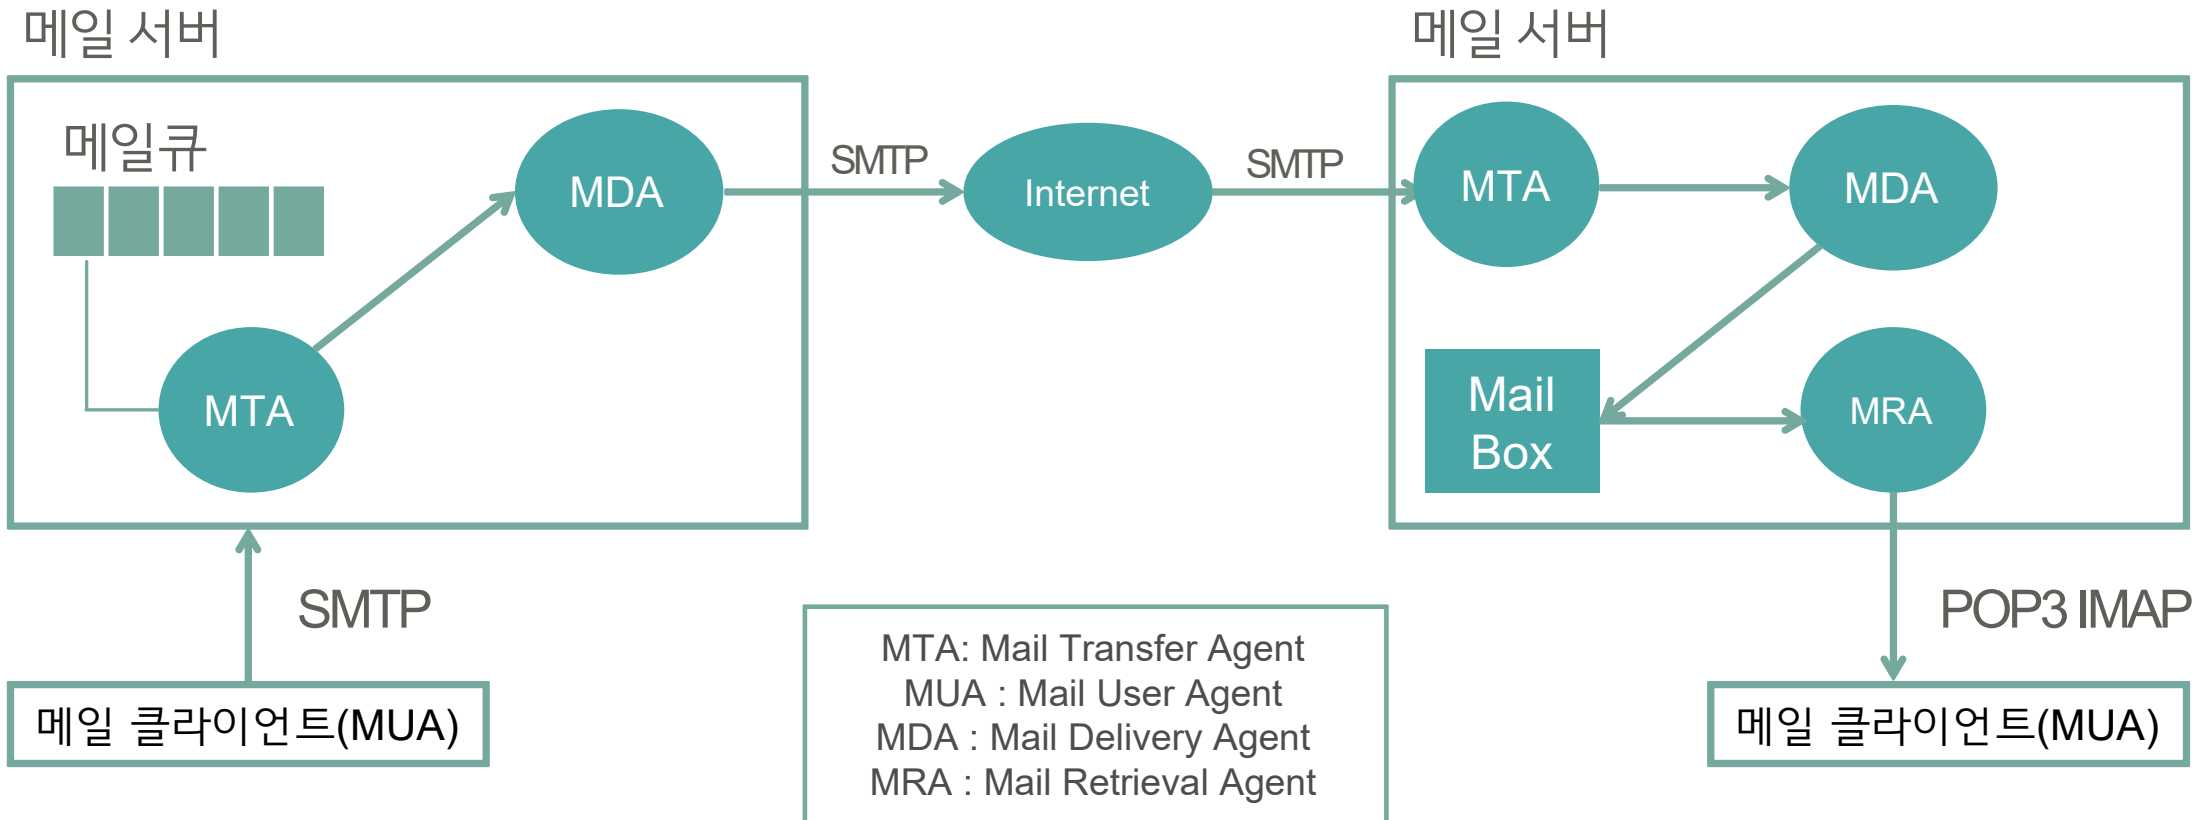 메일 서버
메일 서버
메일큐
MDA
SMTP
Internet
SMTP
MTA
MDA
MTA
Mail
Box
MRA
SMTP
POP3 IMAP
메일 클라이언트(MUA)
MTA: Mail Transfer Agent
MUA : Mail User Agent
MDA : Mail Delivery Agent
MRA : Mail Retrieval Agent
메일 클라이언트(MUA)